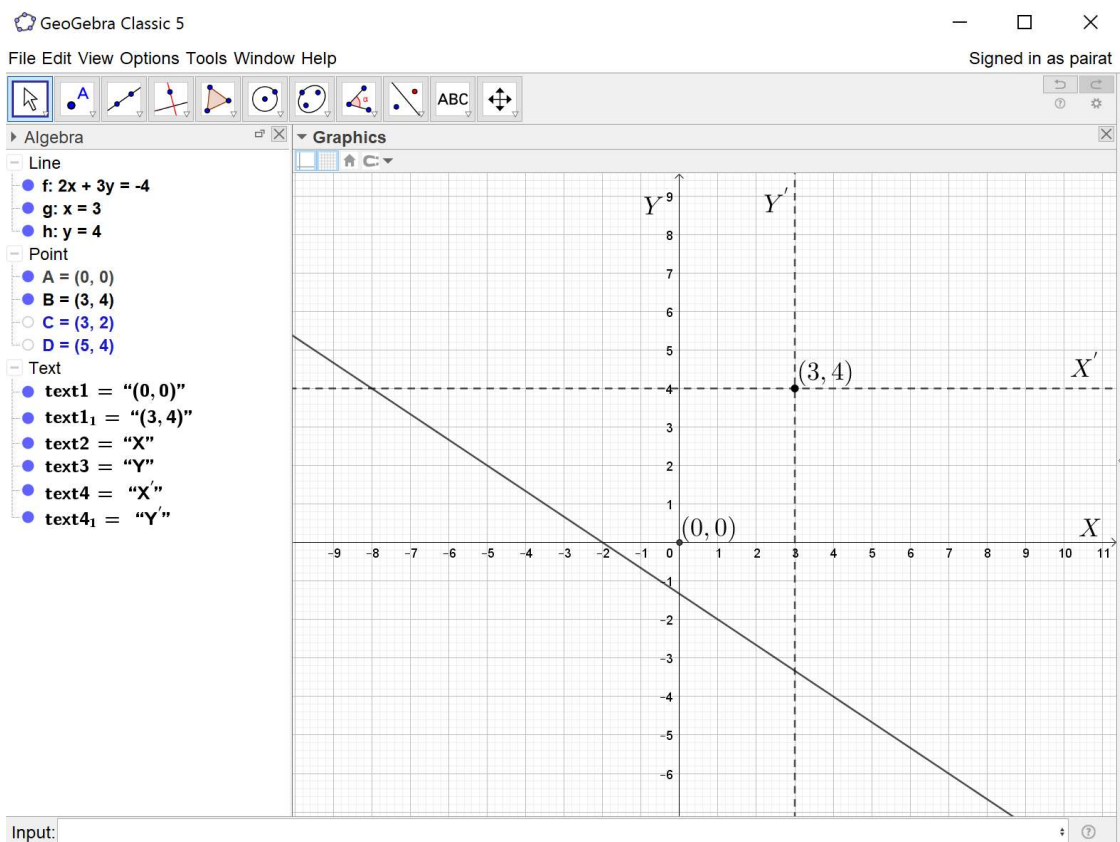 GeoGebra Classic 5
File Edit View Options Tools Window Help
Signed in as pairat
A
α
ABC
Algebra
Line
f: 2x + 3y = -4
g: x = 3
h: y = 4
Point
A = (0, 0)
B = (3, 4)
C = (3, 2)
D = (5, 4)
Text
text1 = “(0, 0)”
text1₁ = “(3, 4)”
text2 = “X”
text3 = “Y”
text4 = “X′”
text4₁ = “Y′”
Graphics
Y
Y′
9
8
7
6
5
4
3
2
1
(3, 4)
X′
(0, 0)
X
-9 -8 -7 -6 -5 -4 -3 -2 -1 0 1 2 3 4 5 6 7 8 9 10 11
-1
-2
-3
-4
-5
-6
Input: